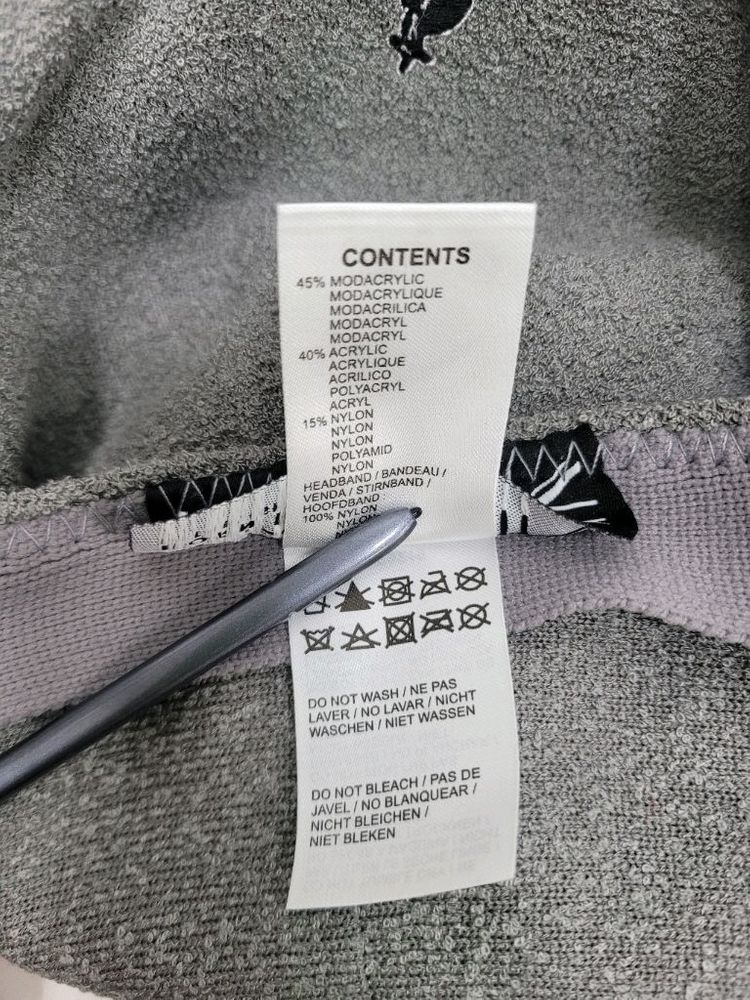 CONTENTS
45% MODACRYLIC
MODACRYLIQUE
MODACRILICA
MODACRYL
MODACRYL
40% ACRYLIC
ACRYLIQUE
ACRILICO
POLYACRYL
ACRYL
15% NYLON
NYLON
NYLON
POLYAMID
NYLON
HEADBAND / BANDEAU /
VENDA / STIRNBAND /
HOOFDBAND :
100% NYLON
NYLON
DO NOT WASH / NE PAS
LAVER / NO LAVAR / NICHT
WASCHEN / NIET WASSEN
DO NOT BLEACH / PAS DE
JAVEL / NO BLANQUEAR /
NICHT BLEICHEN /
NIET BLEKEN